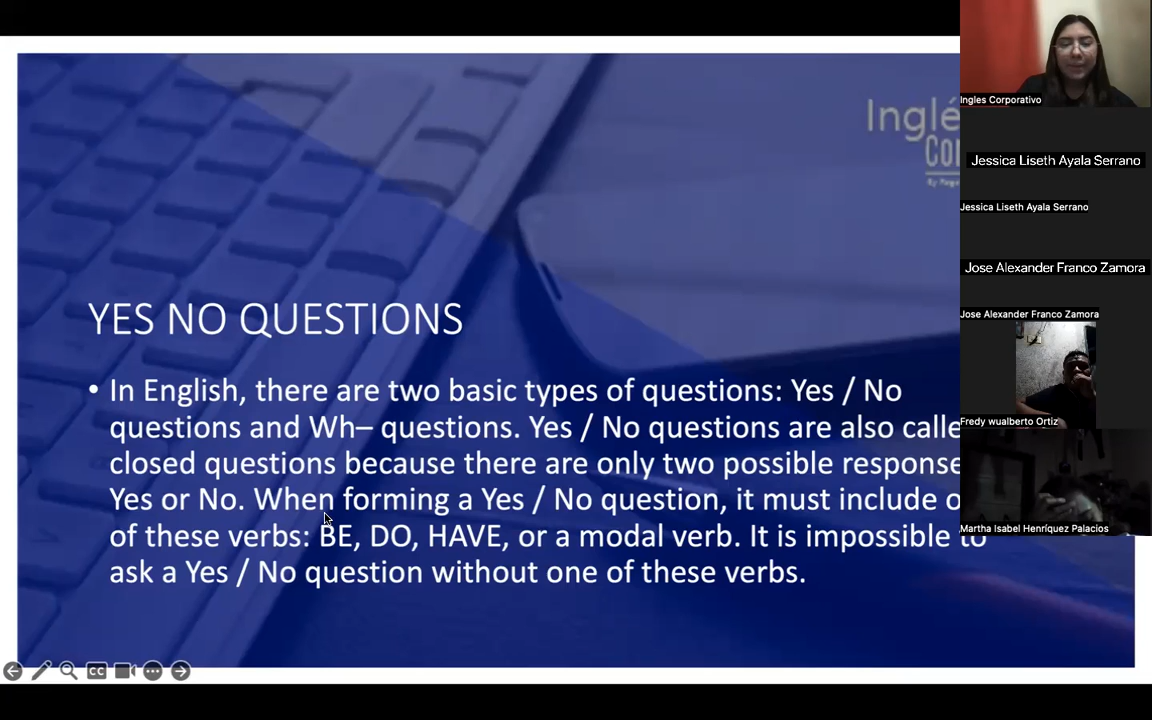 Inglé
Co
By
YES NO QUESTIONS
• In English, there are two basic types of questions: Yes / No
questions and Wh– questions. Yes / No questions are also calle
closed questions because there are only two possible response
Yes or No. When forming a Yes / No question, it must include o
of these verbs: BE, DO, HAVE, or a modal verb. It is impossible to
ask a Yes / No question without one of these verbs.
CC
Ingles Corporativo
Jessica Liseth Ayala Serrano
Jessica Liseth Ayala Serrano
Jose Alexander Franco Zamora
Jose Alexander Franco Zamora
Fredy wualberto Ortiz
Martha Isabel Henríquez Palacios